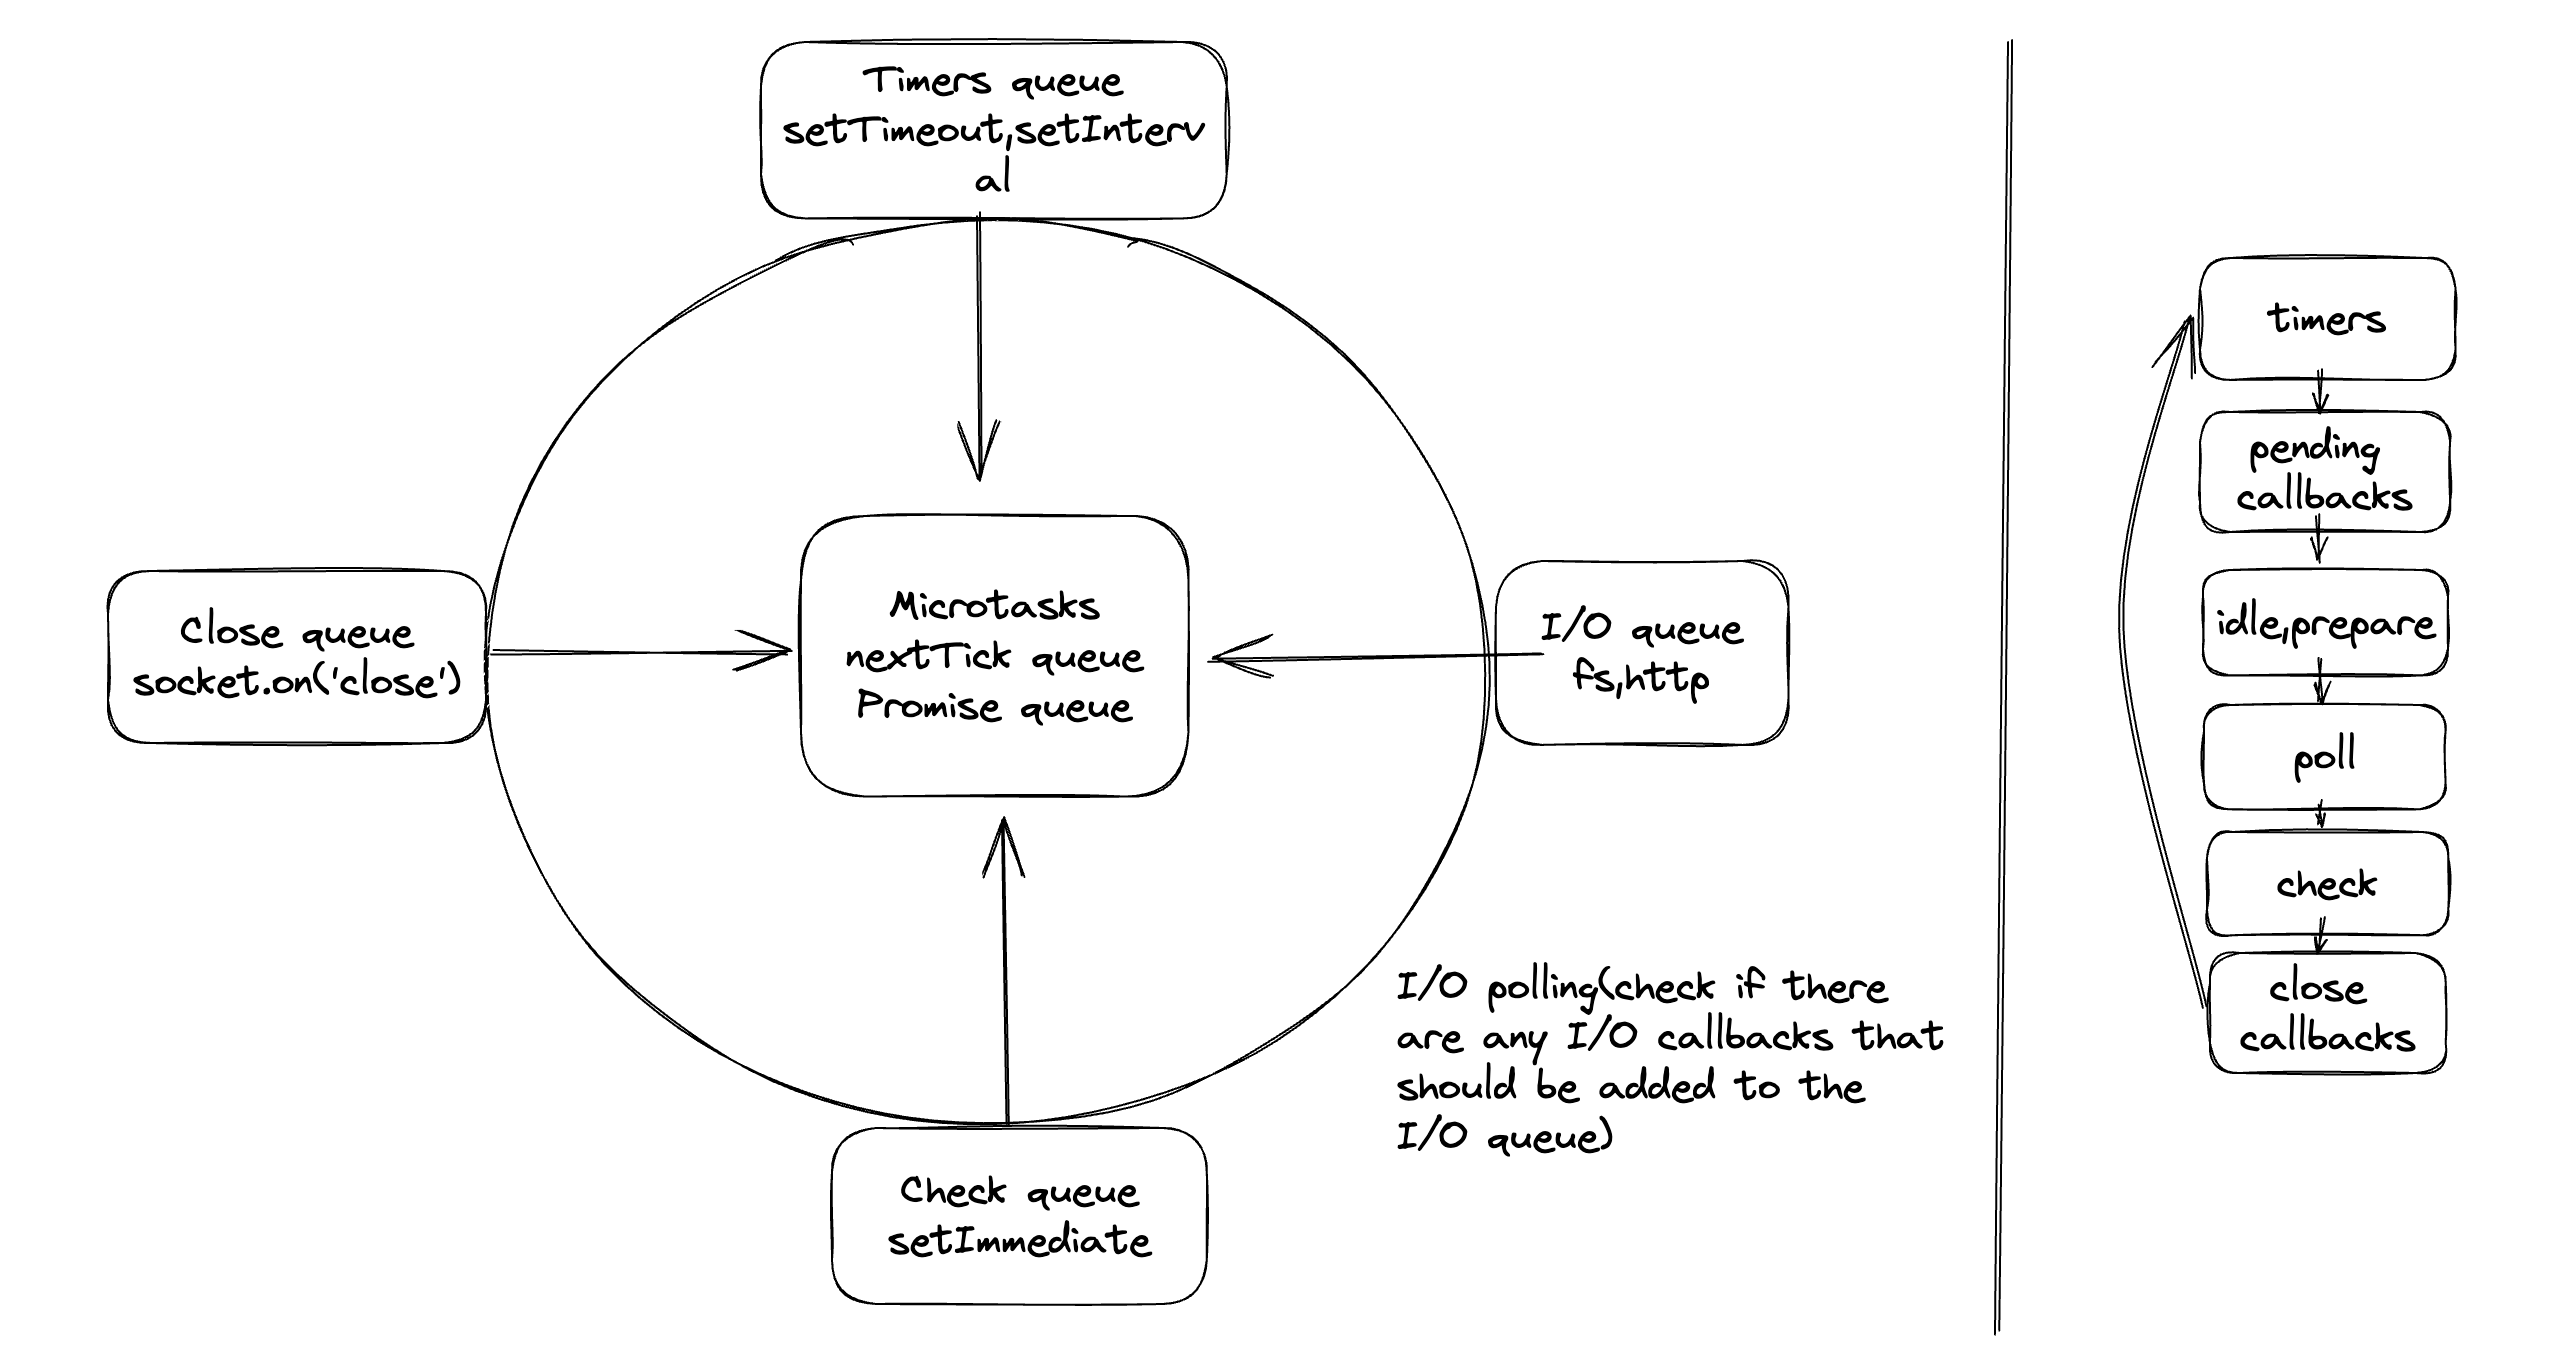 Timers queue
setTimeout,setInterv
al
Close queue
socket.on('close')
Microtasks
nextTick queue
Promise queue
I/O queue
fs,http
I/O polling(check if there
are any I/O callbacks that
should be added to the
I/O queue)
Check queue
setImmediate
timers
pending
callbacks
idle,prepare
poll
check
close
callbacks